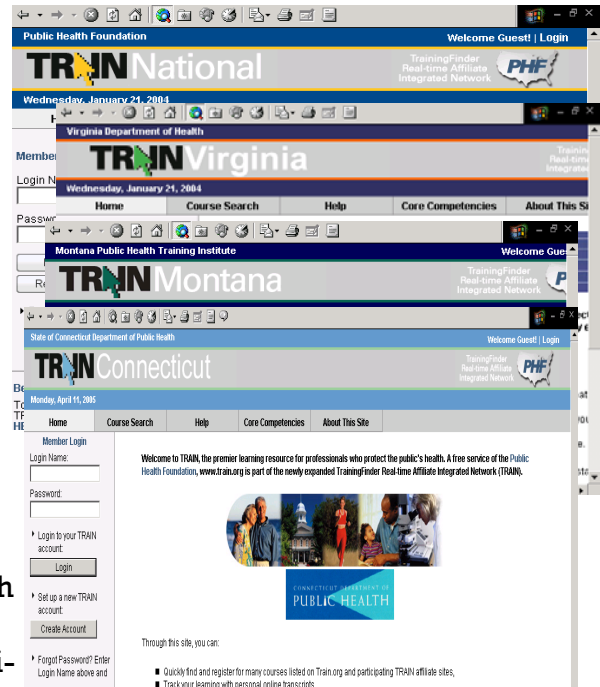 Public Health Foundation
Welcome Guest! | Login
TRAIN National
TrainingFinder
Real-time Affiliate
Integrated Network
PHF
Wednesday, January 21, 2004
Member
Login N
Re
Virginia Department of Health
TRAIN Virginia
Wednesday, January 21, 2004
Home Course Search Help Core Competencies About This Si
Montana Public Health Training Institute
Welcome Gue
TRAIN Montana
TrainingFinder
Real-time Affiliate
Integrated Network
State of Connecticut Department of Public Health
Welcome Guest! | Login
TRAIN Connecticut
TrainingFinder
Real-time Affiliate
Integrated Network
PHF
Monday, April 11, 2005
Home Course Search Help Core Competencies About This Site
Member Login
Login Name:
Password:
Login to your TRAIN
account:
Login
Set up a new TRAIN
account:
Create Account
Forgot Password? Enter
Login Name above and
Welcome to TRAIN, the premier learning resource for professionals who protect the public's health. A free service of the Public
Health Foundation, www.train.org is part of the newly expanded TrainingFinder Real-time Affiliate Integrated Network (TRAIN).
CONNECTICUT DEPARTMENT OF
PUBLIC HEALTH
Through this site, you can:
Quickly find and register for many courses listed on Train.org and participating TRAIN affiliate sites,
Track your learning with personal online transcripts
h
i-